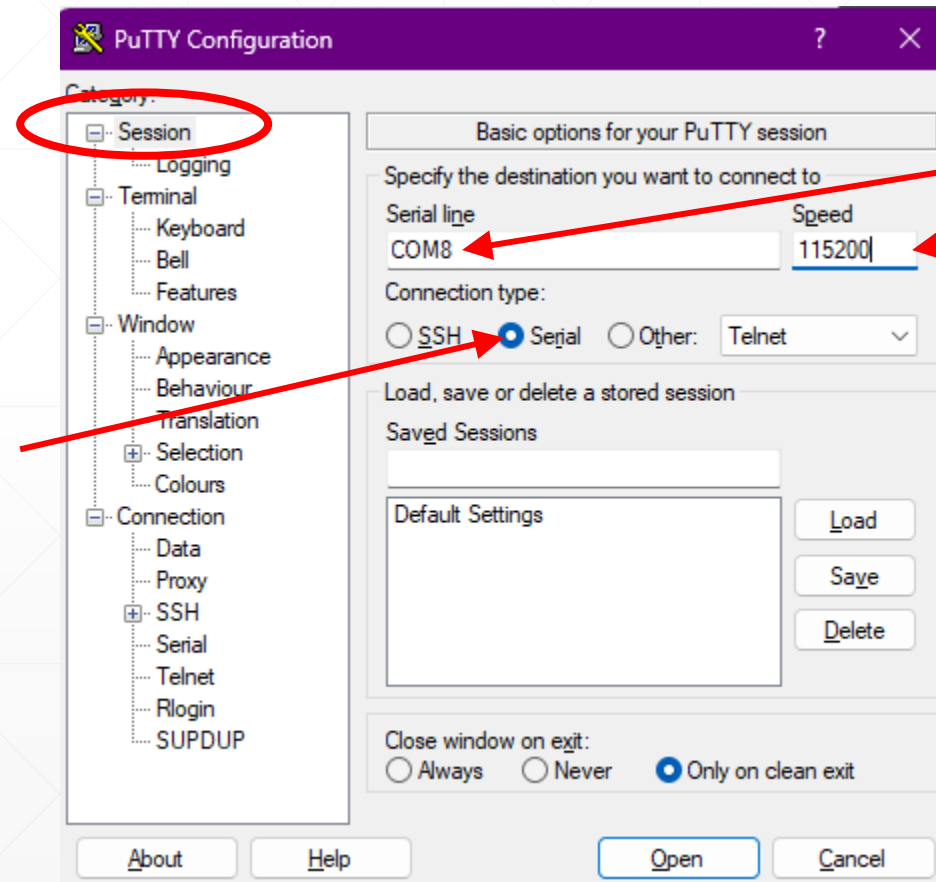 PuTTY Configuration
?
Category:
Session
Logging
Terminal
Keyboard
Bell
Features
Window
Appearance
Behaviour
Translation
Selection
Colours
Connection
Data
Proxy
SSH
Serial
Telnet
Rlogin
SUPDUP
Basic options for your PuTTY session
Specify the destination you want to connect to
Serial line Speed
COM8 115200
Connection type:
SSH Serial Other: Telnet
Load, save or delete a stored session
Saved Sessions
Default Settings
Load
Save
Delete
Close window on exit:
Always Never Only on clean exit
About Help Open Cancel